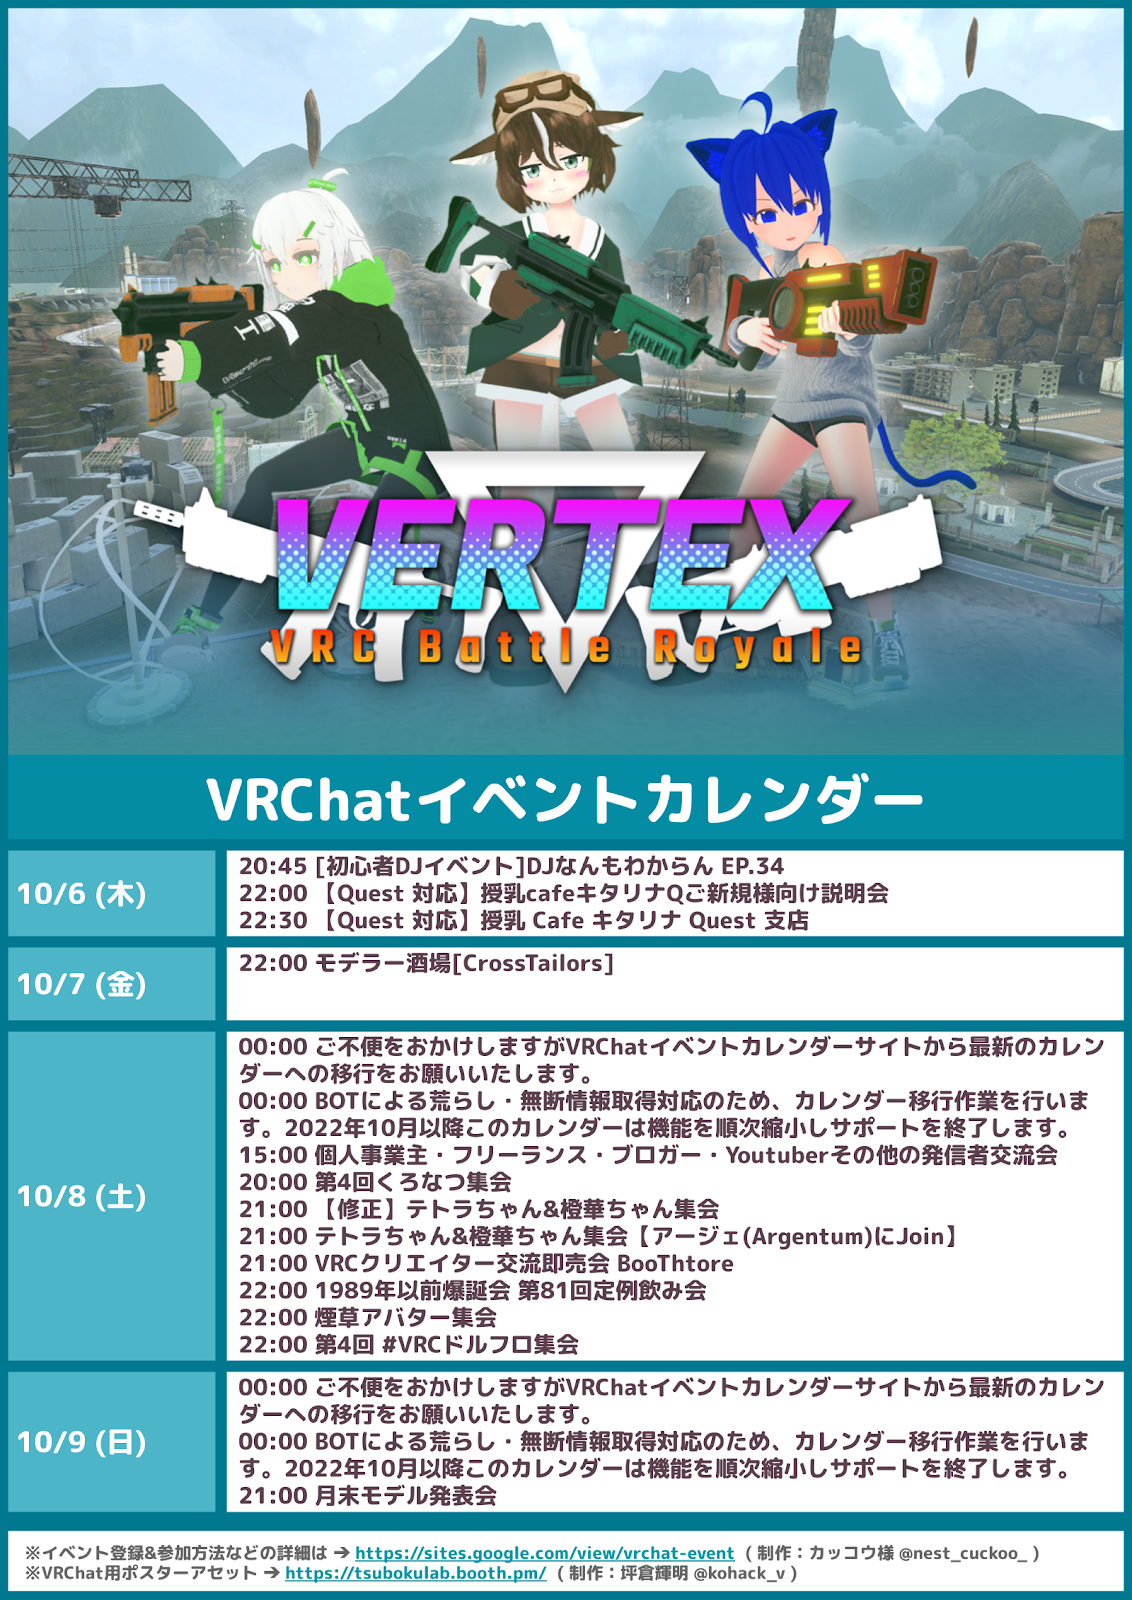 VERTEX
VRC Battle Royale
VRChatイベントカレンダー
10/6 (木)
20:45 [初心者DJイベント]DJなんもわからん EP.34
22:00 【Quest 対応】授乳cafeキタリナQご新規様向け説明会
22:30 【Quest 対応】授乳 Cafe キタリナ Quest 支店
10/7 (金)
22:00 モデラー酒場[CrossTailors]
10/8 (土)
00:00 ご不便をおかけしますがVRChatイベントカレンダーサイトから最新のカレン
ダーへの移行をお願いいたします。
00:00 BOTによる荒らし・無断情報取得対応のため、カレンダー移行作業を行いま
す。2022年10月以降このカレンダーは機能を順次縮小しサポートを終了します。
15:00 個人事業主・フリーランス・ブロガー・Youtuberその他の発信者交流会
20:00 第4回くろなつ集会
21:00 【修正】テトラちゃん&橙華ちゃん集会
21:00 テトラちゃん&橙華ちゃん集会【アージェ(Argentum)にJoin】
21:00 VRCクリエイター交流即売会 BooThtore
22:00 1989年以前爆誕会 第81回定例飲み会
22:00 煙草アバター集会
22:00 第4回 #VRCドルフロ集会
10/9 (日)
00:00 ご不便をおかけしますがVRChatイベントカレンダーサイトから最新のカレン
ダーへの移行をお願いいたします。
00:00 BOTによる荒らし・無断情報取得対応のため、カレンダー移行作業を行いま
す。2022年10月以降このカレンダーは機能を順次縮小しサポートを終了します。
21:00 月末モデル発表会
※イベント登録&参加方法などの詳細は → https://sites.google.com/view/vrchat-event ( 制作：カッコウ様 @nest_cuckoo_ )
※VRChat用ポスターアセット → https://tsubokulab.booth.pm/ ( 制作：坪倉輝明 @kohack_v )